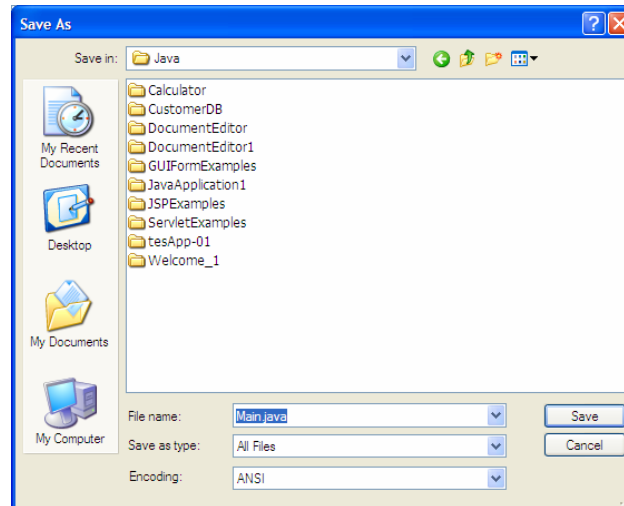 Save As
Save in: Java
My Recent
Documents
Desktop
My Documents
My Computer
Calculator
CustomerDB
DocumentEditor
DocumentEditor1
GUIFormExamples
JavaApplication1
JSPExamples
ServletExamples
tesApp-01
Welcome_1
File name: Main.java Save
Save as type: All Files Cancel
Encoding: ANSI